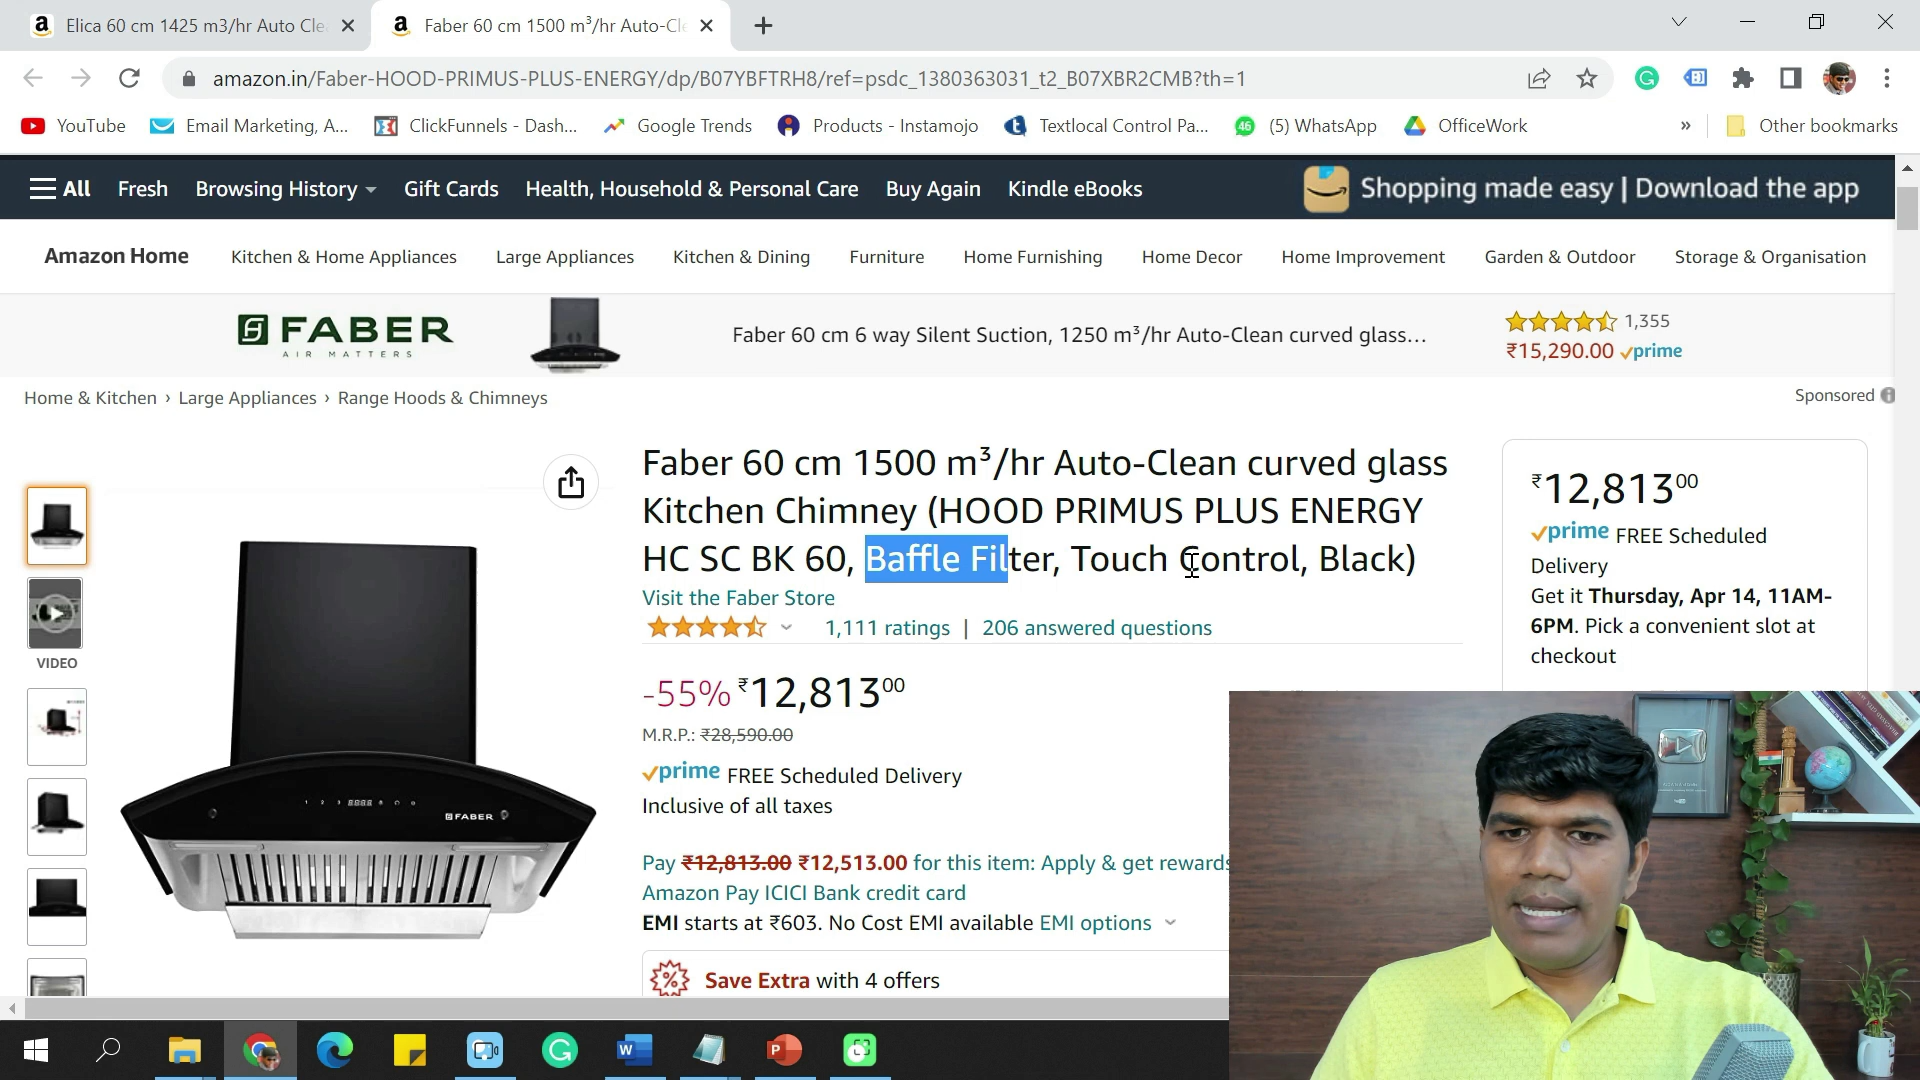 Elica 60 cm 1425 m3/hr Auto Cle
Faber 60 cm 1500 m³/hr Auto-Cle
amazon.in/Faber-HOOD-PRIMUS-PLUS-ENERGY/dp/B07YBFTRH8/ref=psdc_1380363031_t2_B07XBR2CMB?th=1
YouTube Email Marketing, A... ClickFunnels - Dash... Google Trends Products - Instamojo Textlocal Control Pa... 46 (5) WhatsApp OfficeWork » Other bookmarks
All Fresh Browsing History Gift Cards Health, Household & Personal Care Buy Again Kindle eBooks Shopping made easy | Download the app
Amazon Home Kitchen & Home Appliances Large Appliances Kitchen & Dining Furniture Home Furnishing Home Decor Home Improvement Garden & Outdoor Storage & Organisation
FABER
AIR MATTERS
Faber 60 cm 6 way Silent Suction, 1250 m³/hr Auto-Clean curved glass...
1,355
₹15,290.00 prime
Home & Kitchen › Large Appliances › Range Hoods & Chimneys
Sponsored
Faber 60 cm 1500 m³/hr Auto-Clean curved glass
Kitchen Chimney (HOOD PRIMUS PLUS ENERGY
HC SC BK 60, Baffle Filter, Touch Control, Black)
Visit the Faber Store
1,111 ratings | 206 answered questions
-55% ₹12,81300
M.R.P.: ₹28,590.00
prime FREE Scheduled Delivery
Inclusive of all taxes
Pay ₹12,813.00 ₹12,513.00 for this item: Apply & get rewards
Amazon Pay ICICI Bank credit card
EMI starts at ₹603. No Cost EMI available EMI options
Save Extra with 4 offers
VIDEO
FABER
₹12,81300
prime FREE Scheduled
Delivery
Get it Thursday, Apr 14, 11AM-
6PM. Pick a convenient slot at
checkout